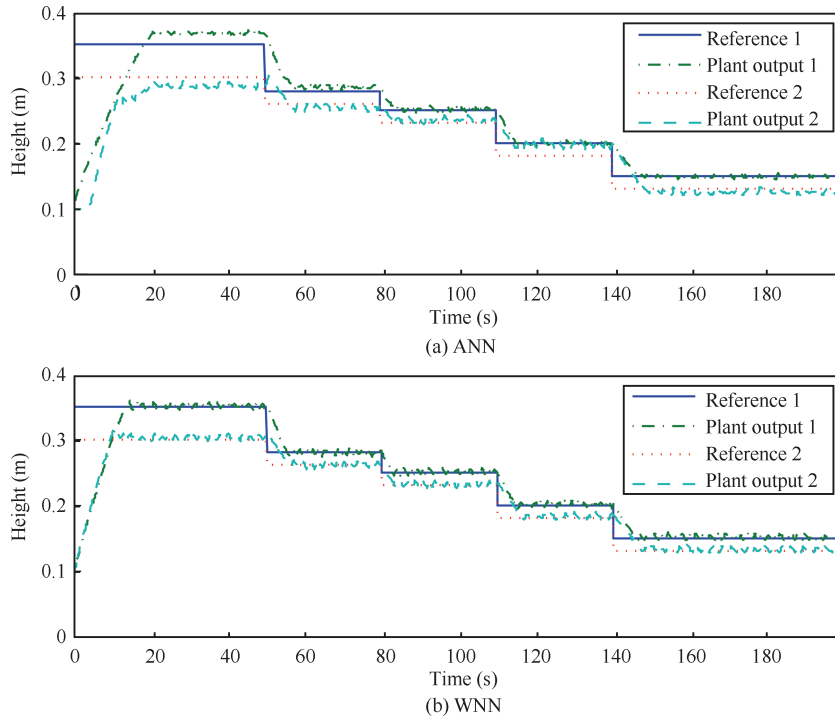 0.4
0.3
0.2
0.1
0
Height (m)
Reference 1
Plant output 1
Reference 2
Plant output 2
0 20 40 60 80 100 120 140 160 180
Time (s)
(a) ANN
0.4
0.3
0.2
0.1
0
Height (m)
Reference 1
Plant output 1
Reference 2
Plant output 2
0 20 40 60 80 100 120 140 160 180
Time (s)
(b) WNN